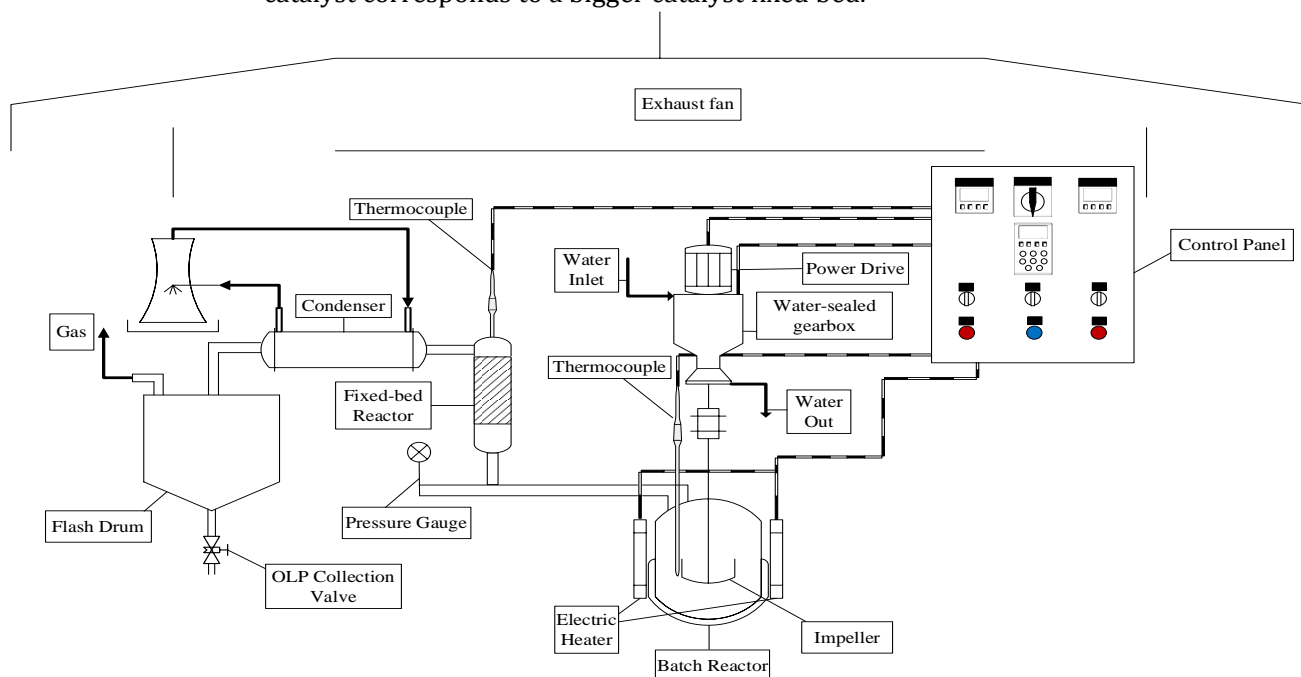 catalyst corresponds to a bigger catalyst fixed bed.
Exhaust fan
Thermocouple
Water
Inlet
Power Drive
Control Panel
Condenser
Water-sealed
gearbox
Gas
Thermocouple
Fixed-bed
Reactor
Water
Out
Flash Drum
Pressure Gauge
OLP Collection
Valve
Electric
Heater
Impeller
Batch Reactor